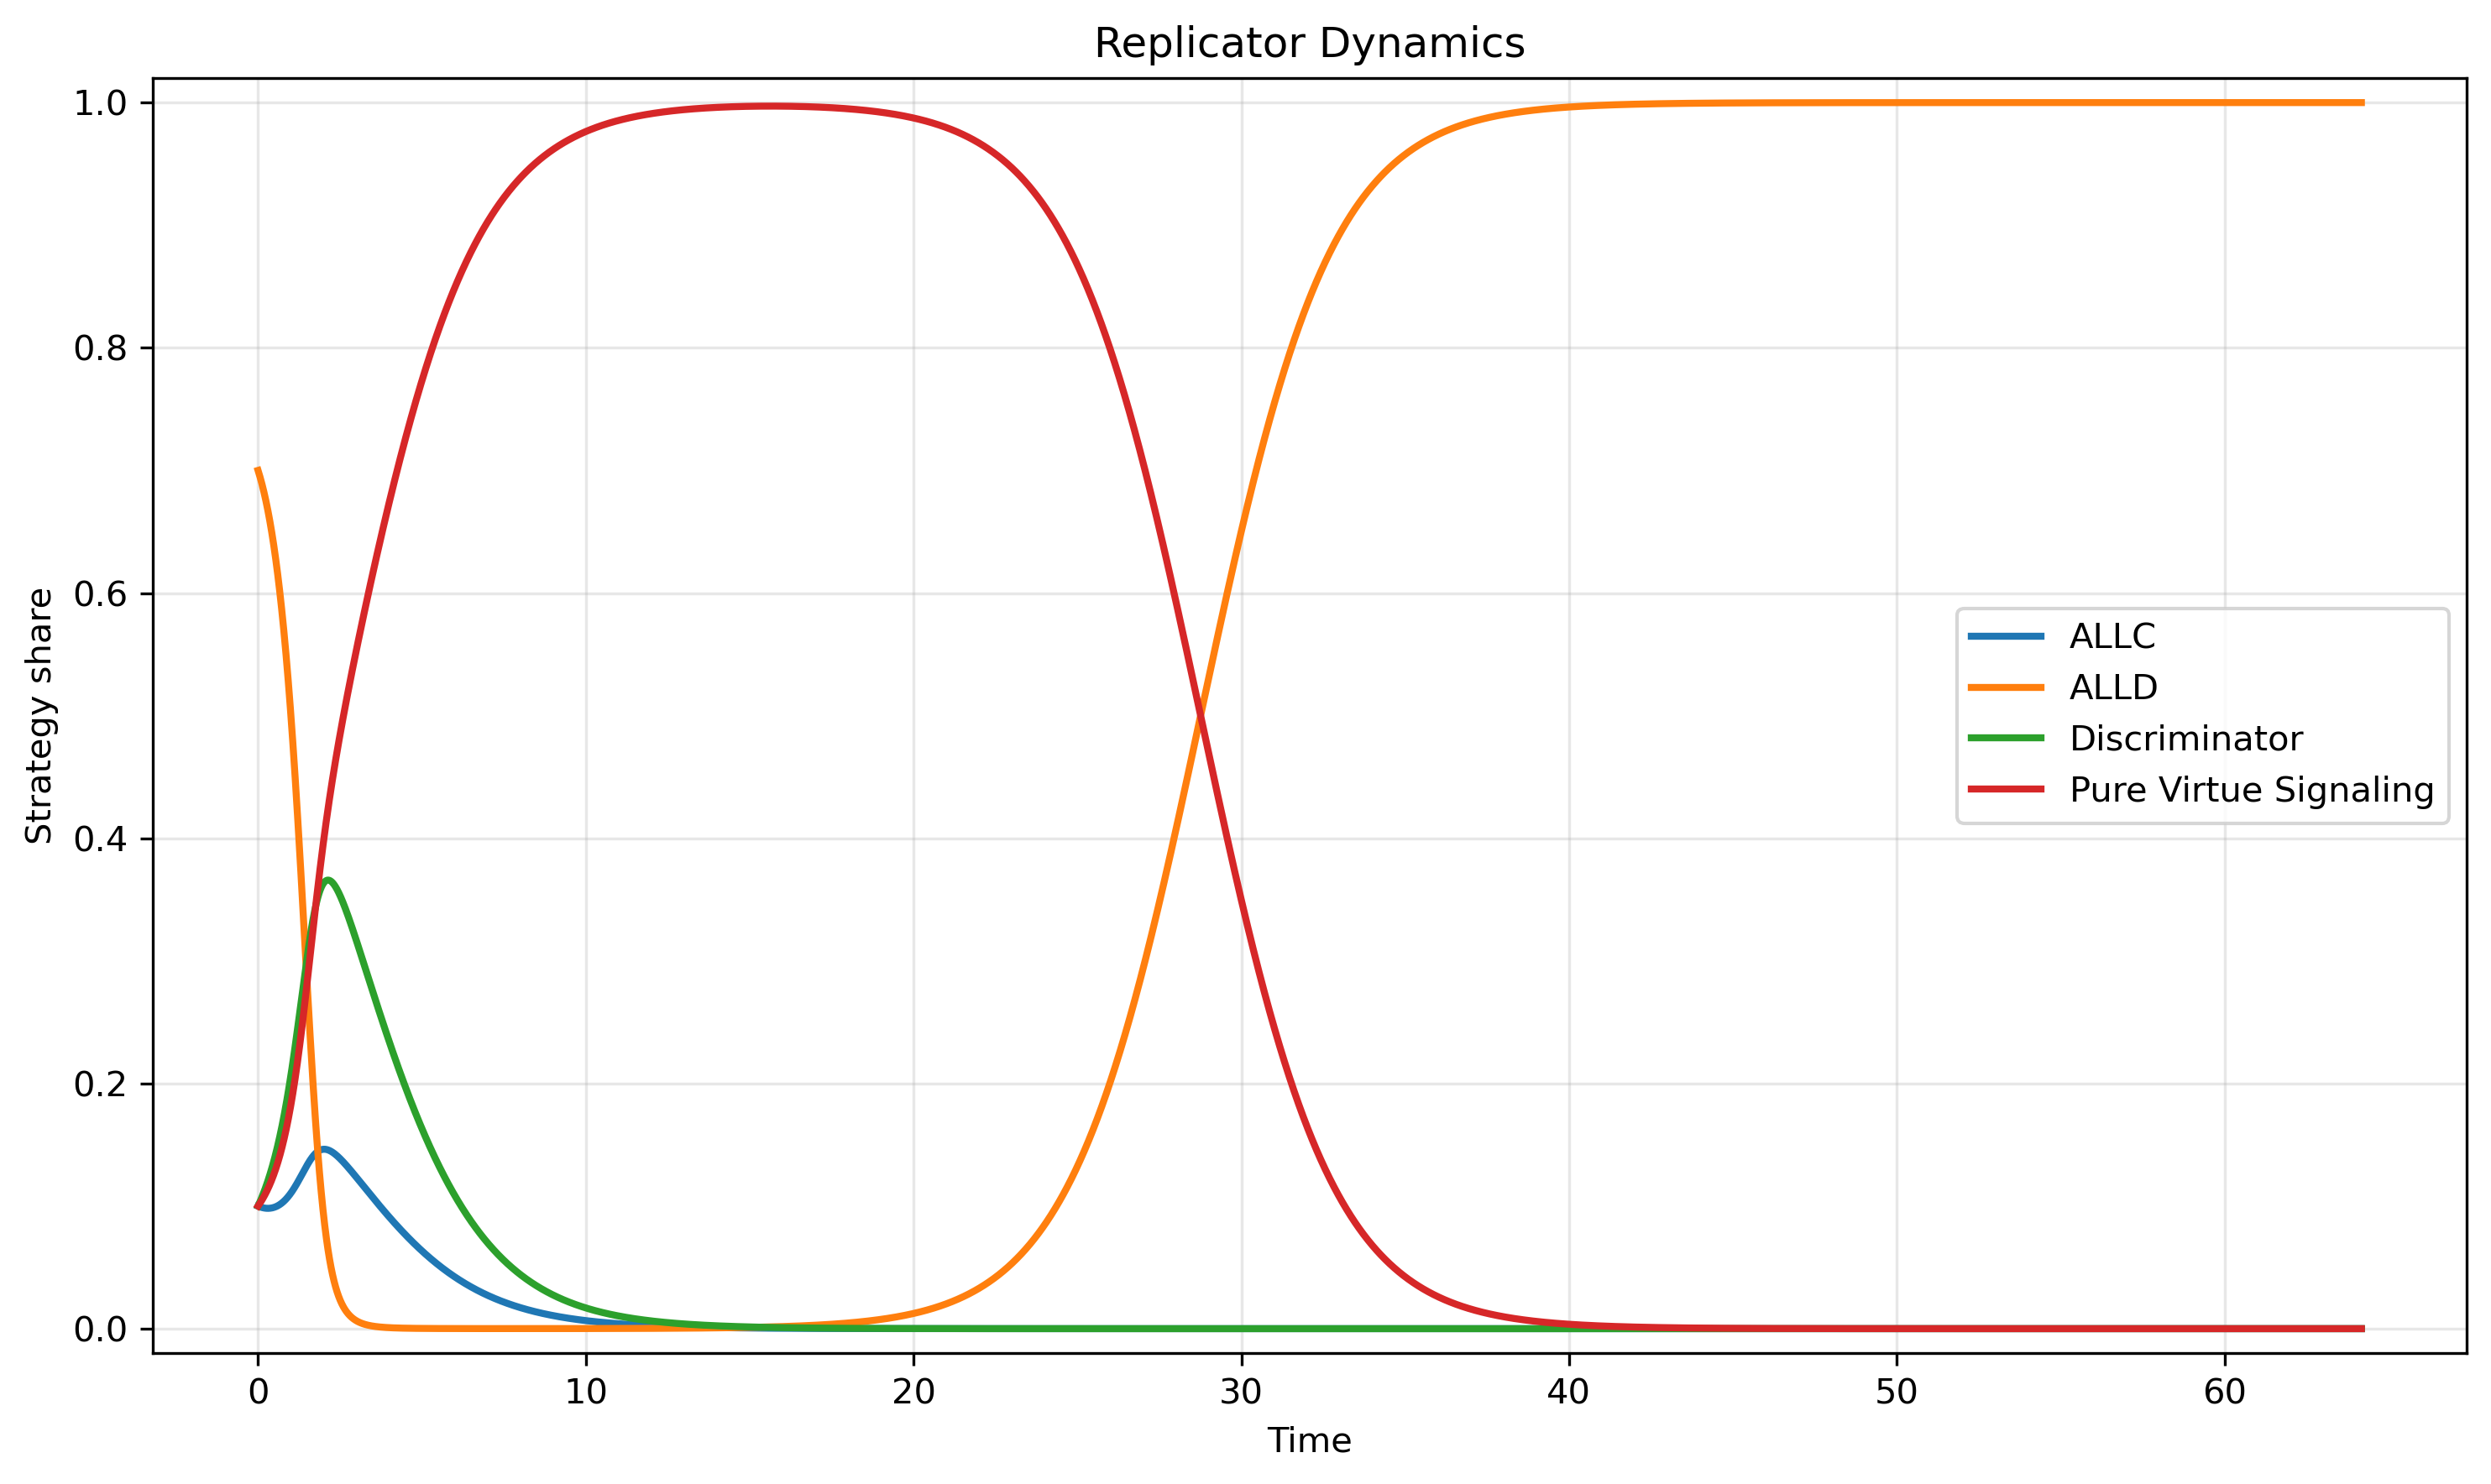 Replicator Dynamics
Strategy share
1.0
0.8
0.6
0.4
0.2
0.0
ALLC
ALLD
Discriminator
Pure Virtue Signaling
0 10 20 30 40 50 60
Time